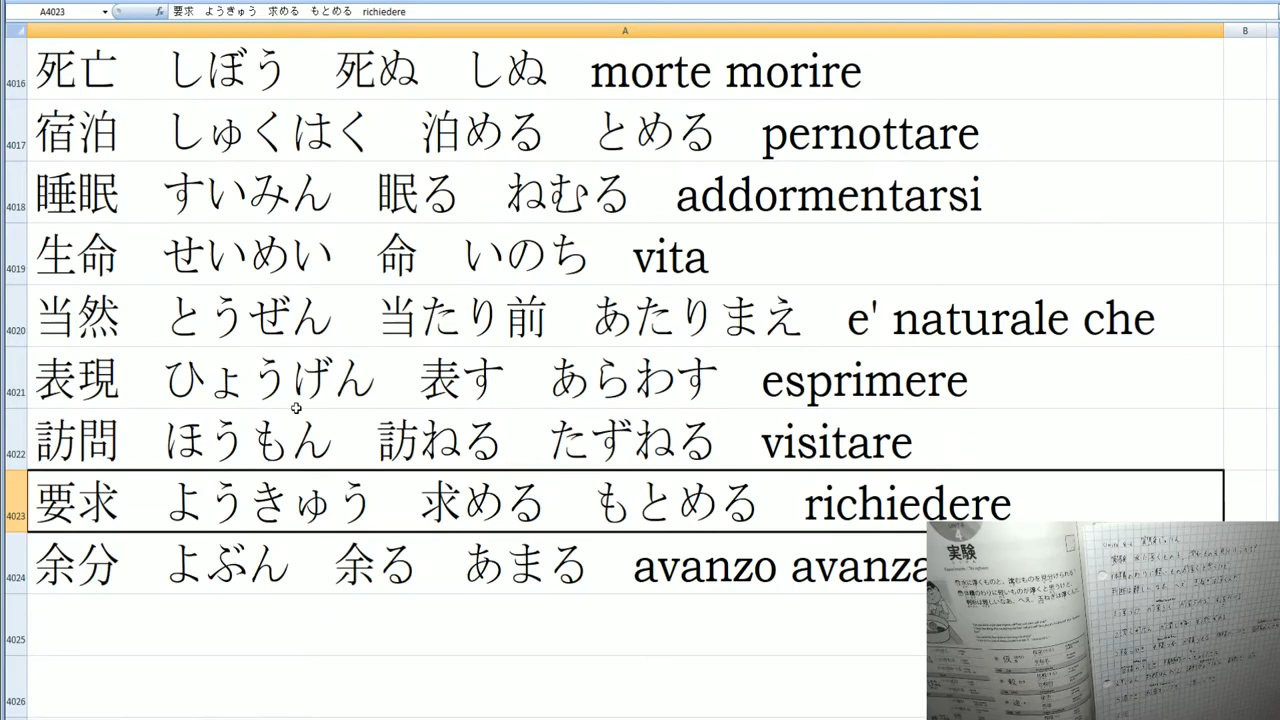 A4023 fx 要求 ようきゅう 求める もとめる richiedere
A B
4016 死亡 しぼう 死ぬ しぬ morte morire
4017 宿泊 しゅくはく 泊める とめる pernottare
4018 睡眠 すいみん 眠る ねむる addormentarsi
4019 生命 せいめい 命 いのち vita
4020 当然 とうぜん 当たり前 あたりまえ e' naturale che
4021 表現 ひょうげん 表す あらわす esprimere
4022 訪問 ほうもん 訪ねる たずねる visitare
4023 要求 ようきゅう 求める もとめる richiedere
4024 余分 よぶん 余る あまる avanzo avanza
4025
4026
4
実験